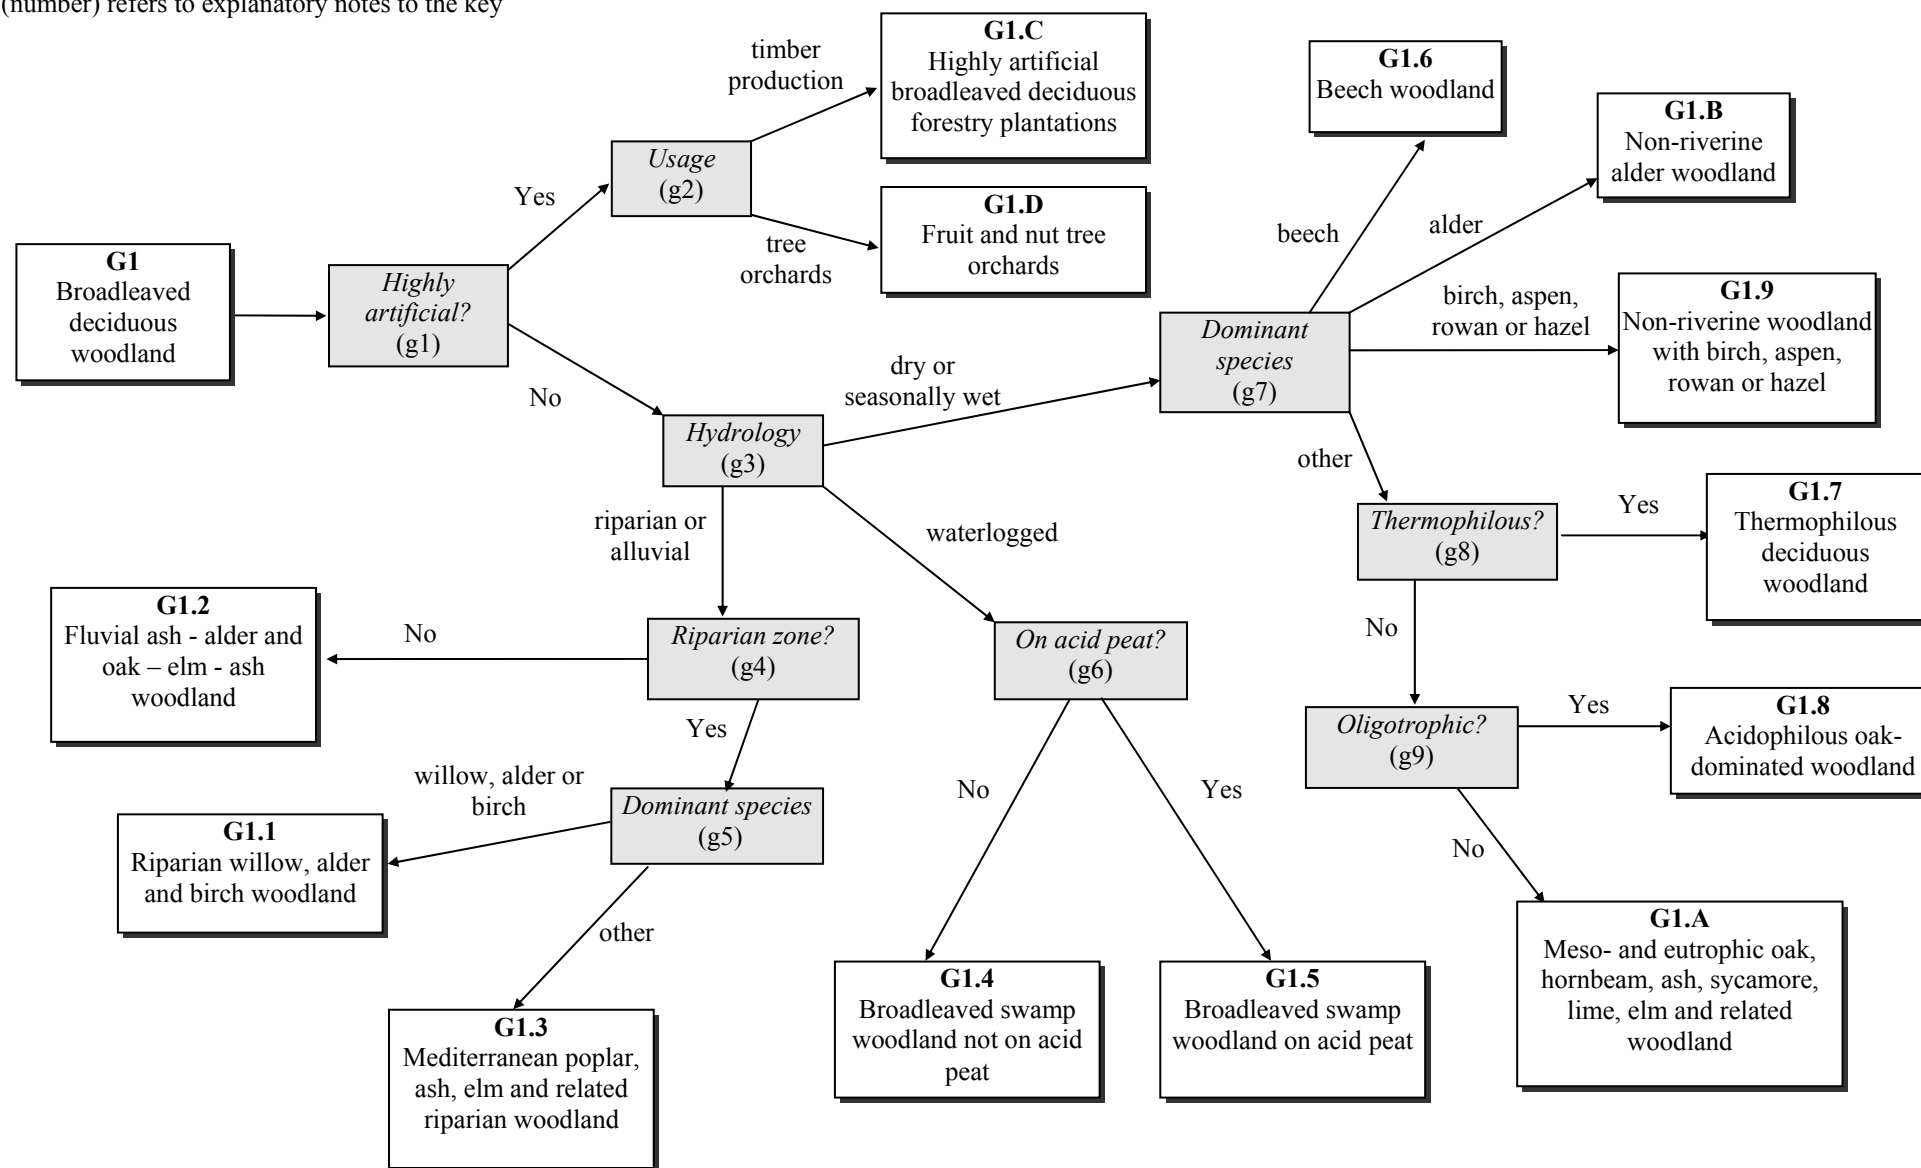 (number) refers to explanatory notes to the key
G1
Broadleaved
deciduous
woodland
Highly
artificial?
(g1)
Yes
No
Usage
(g2)
timber
production
tree
orchards
G1.C
Highly artificial
broadleaved deciduous
forestry plantations
G1.D
Fruit and nut tree
orchards
Hydrology
(g3)
dry or
seasonally wet
riparian or
alluvial
waterlogged
Dominant
species
(g7)
beech
alder
birch, aspen,
rowan or hazel
other
G1.6
Beech woodland
G1.B
Non-riverine
alder woodland
G1.9
Non-riverine woodland
with birch, aspen,
rowan or hazel
Thermophilous?
(g8)
Yes
No
G1.7
Thermophilous
deciduous
woodland
Oligotrophic?
(g9)
Yes
No
G1.8
Acidophilous oak-
dominated woodland
G1.A
Meso- and eutrophic oak,
hornbeam, ash, sycamore,
lime, elm and related
woodland
Riparian zone?
(g4)
No
Yes
G1.2
Fluvial ash - alder and
oak – elm - ash
woodland
Dominant species
(g5)
willow, alder or
birch
other
G1.1
Riparian willow, alder
and birch woodland
G1.3
Mediterranean poplar,
ash, elm and related
riparian woodland
On acid peat?
(g6)
No
Yes
G1.4
Broadleaved swamp
woodland not on acid
peat
G1.5
Broadleaved swamp
woodland on acid peat